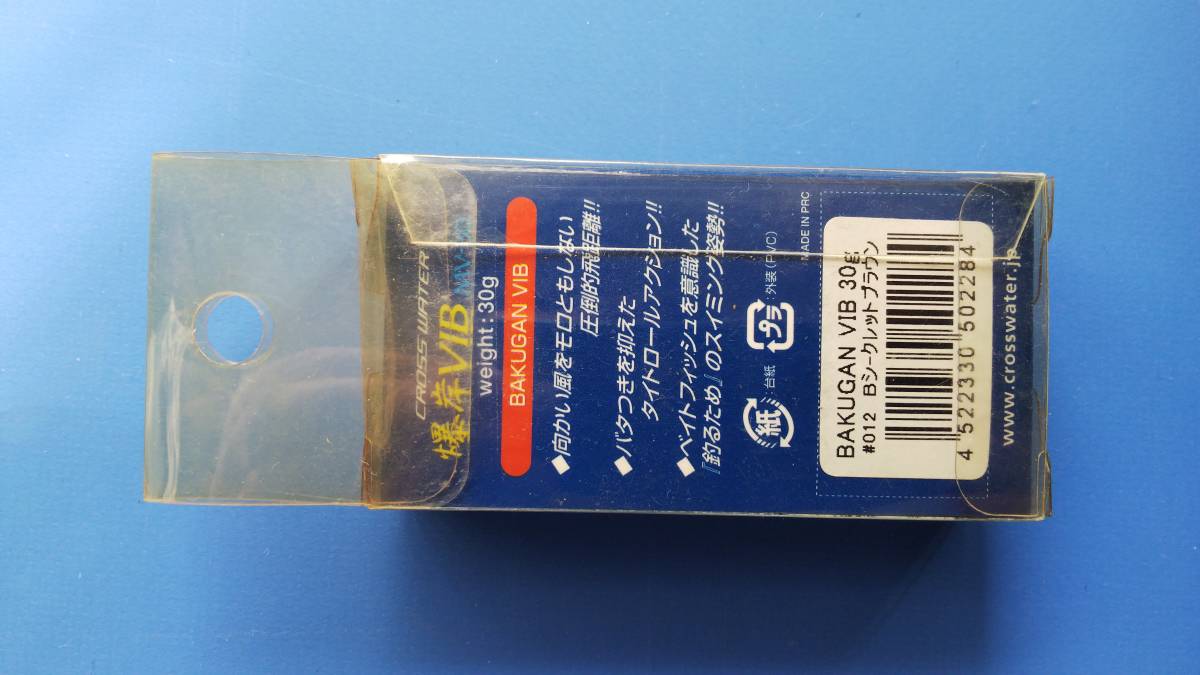 CROSS WATER
爆岸VIB
weight:30g
BAKUGAN VIB
◆向かい風をモロともしない
圧倒的飛距離!!
◆バタつきを抑えた
タイトロールアクション!!
◆ベイトフィッシュを意識した
『釣るため』のスイミング姿勢!!
紙 :台紙 プラ :外装(PVC)
MADE IN PRC
BAKUGAN VIB 30g
#012 Bシークルレッドブラウン
4 522330 502284
www.crosswater.jp